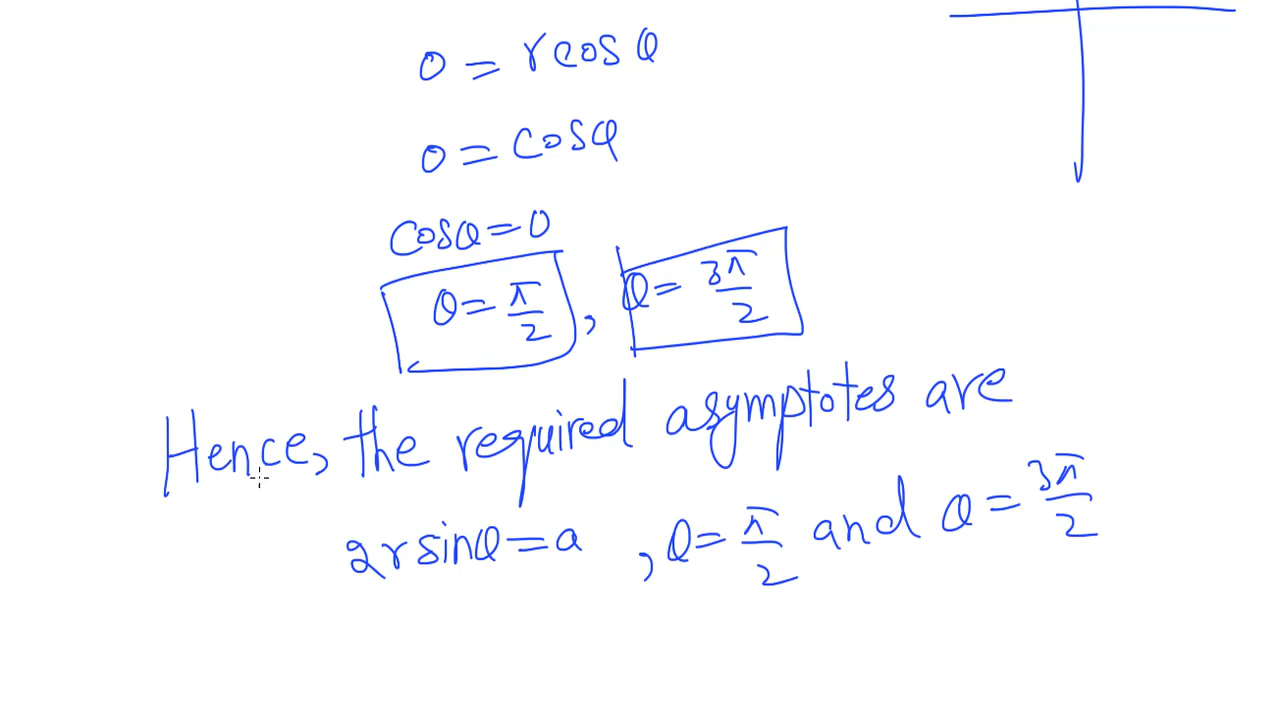 0 = r cos θ
0 = cos θ
cos θ = 0
θ = π/2 , θ = 3π/2
Hence, the required asymptotes are
2r sin θ = a , θ = π/2 and θ = 3π/2